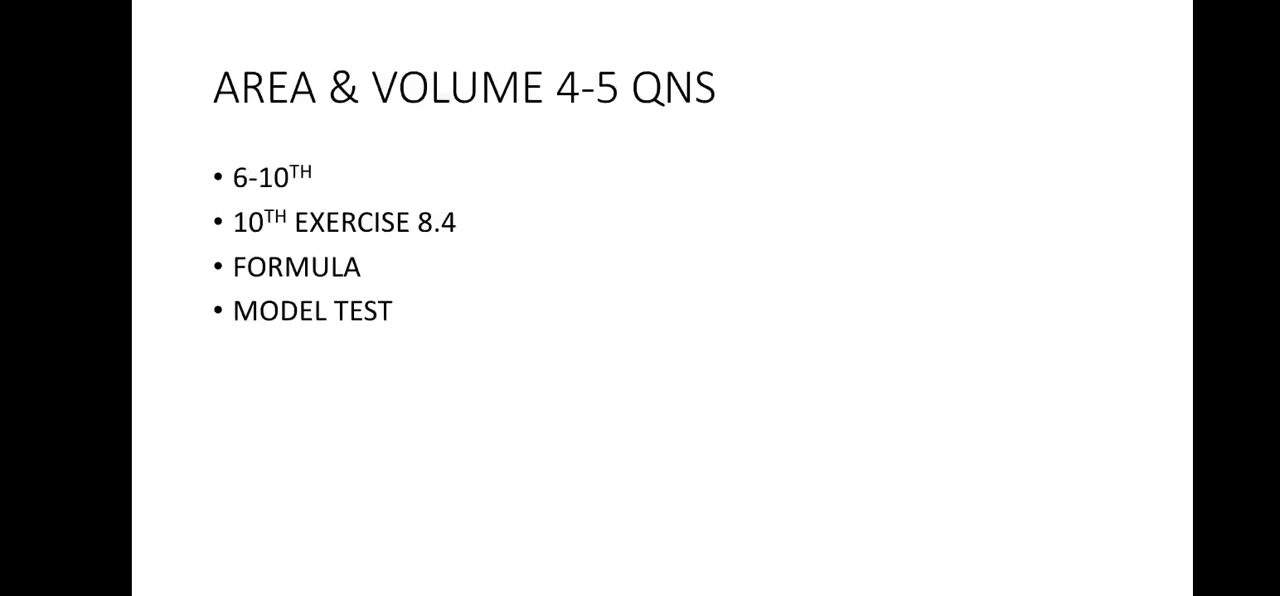 AREA & VOLUME 4-5 QNS
• 6-10TH
• 10TH EXERCISE 8.4
• FORMULA
• MODEL TEST